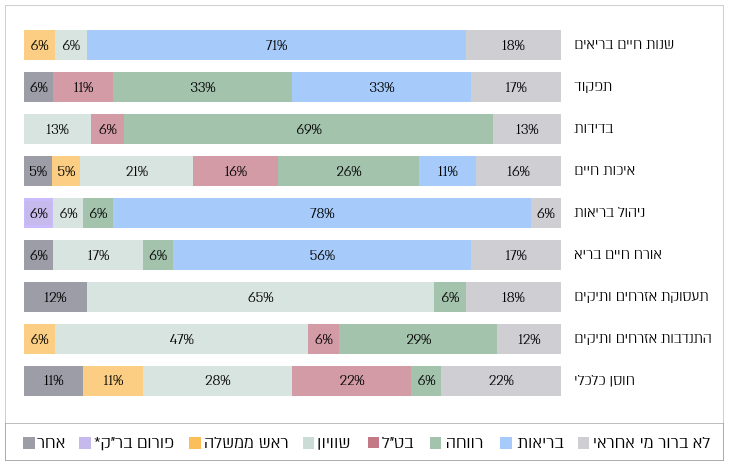 שנות חיים בריאים 18% 71% 6% 6%
תפקוד 17% 33% 33% 11% 6%
בדידות 13% 69% 6% 13%
איכות חיים 16% 11% 26% 16% 21% 5% 5%
ניהול בריאות 6% 78% 6% 6% 6%
אורח חיים בריא 17% 56% 6% 17% 6%
תעסוקת אזרחים ותיקים 18% 6% 65% 12%
התנדבות אזרחים ותיקים 12% 29% 6% 47% 6%
חוסן כלכלי 22% 6% 22% 28% 11% 11%
לא ברור מי אחראי בריאות רווחה בט"ל שוויון ראש ממשלה פורום בר"ק* אחר